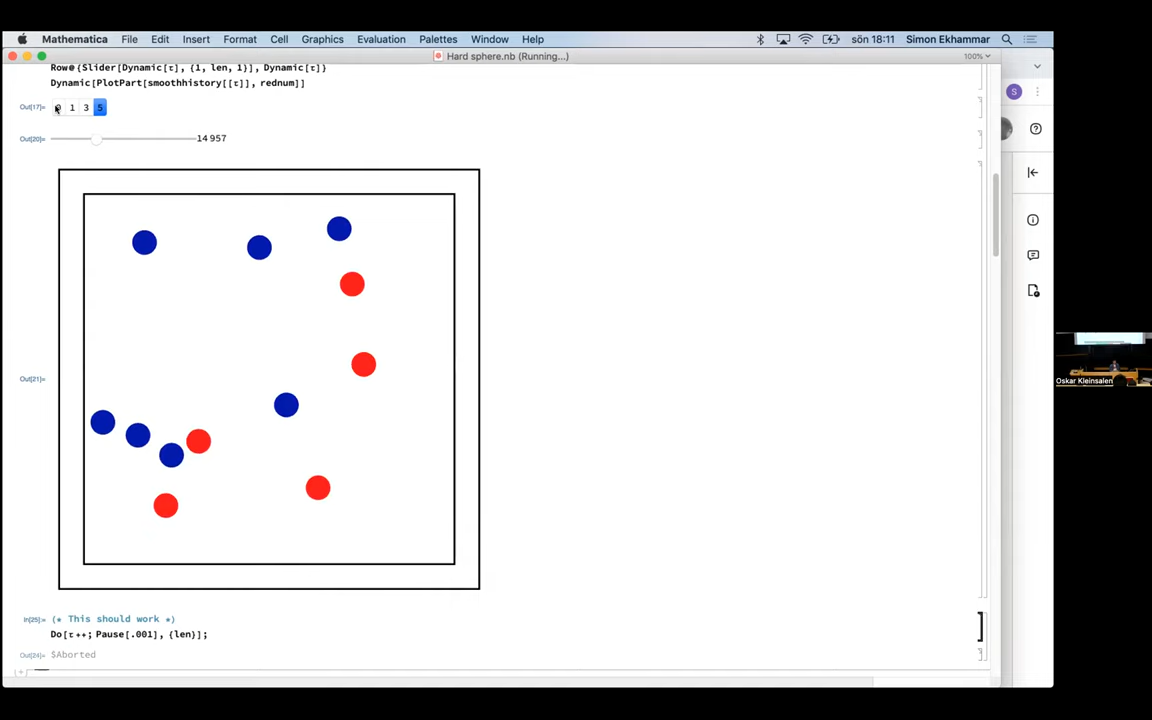 Mathematica File Edit Insert Format Cell Graphics Evaluation Palettes Window Help sön 18:11 Simon Ekhammar
Hard sphere.nb (Running...) 100%
S
Row@{Slider[Dynamic[τ], {1, len, 1}], Dynamic[τ]}
Dynamic[PlotPart[smoothhistory[[τ]], rednum]]
Out[17]= 1 3 5
Out[20]= 14957
Out[21]=
In[25]:= (* This should work *)
Do[τ++; Pause[.001], {len}];
Out[24]= $Aborted
Oskar Kleinsalen